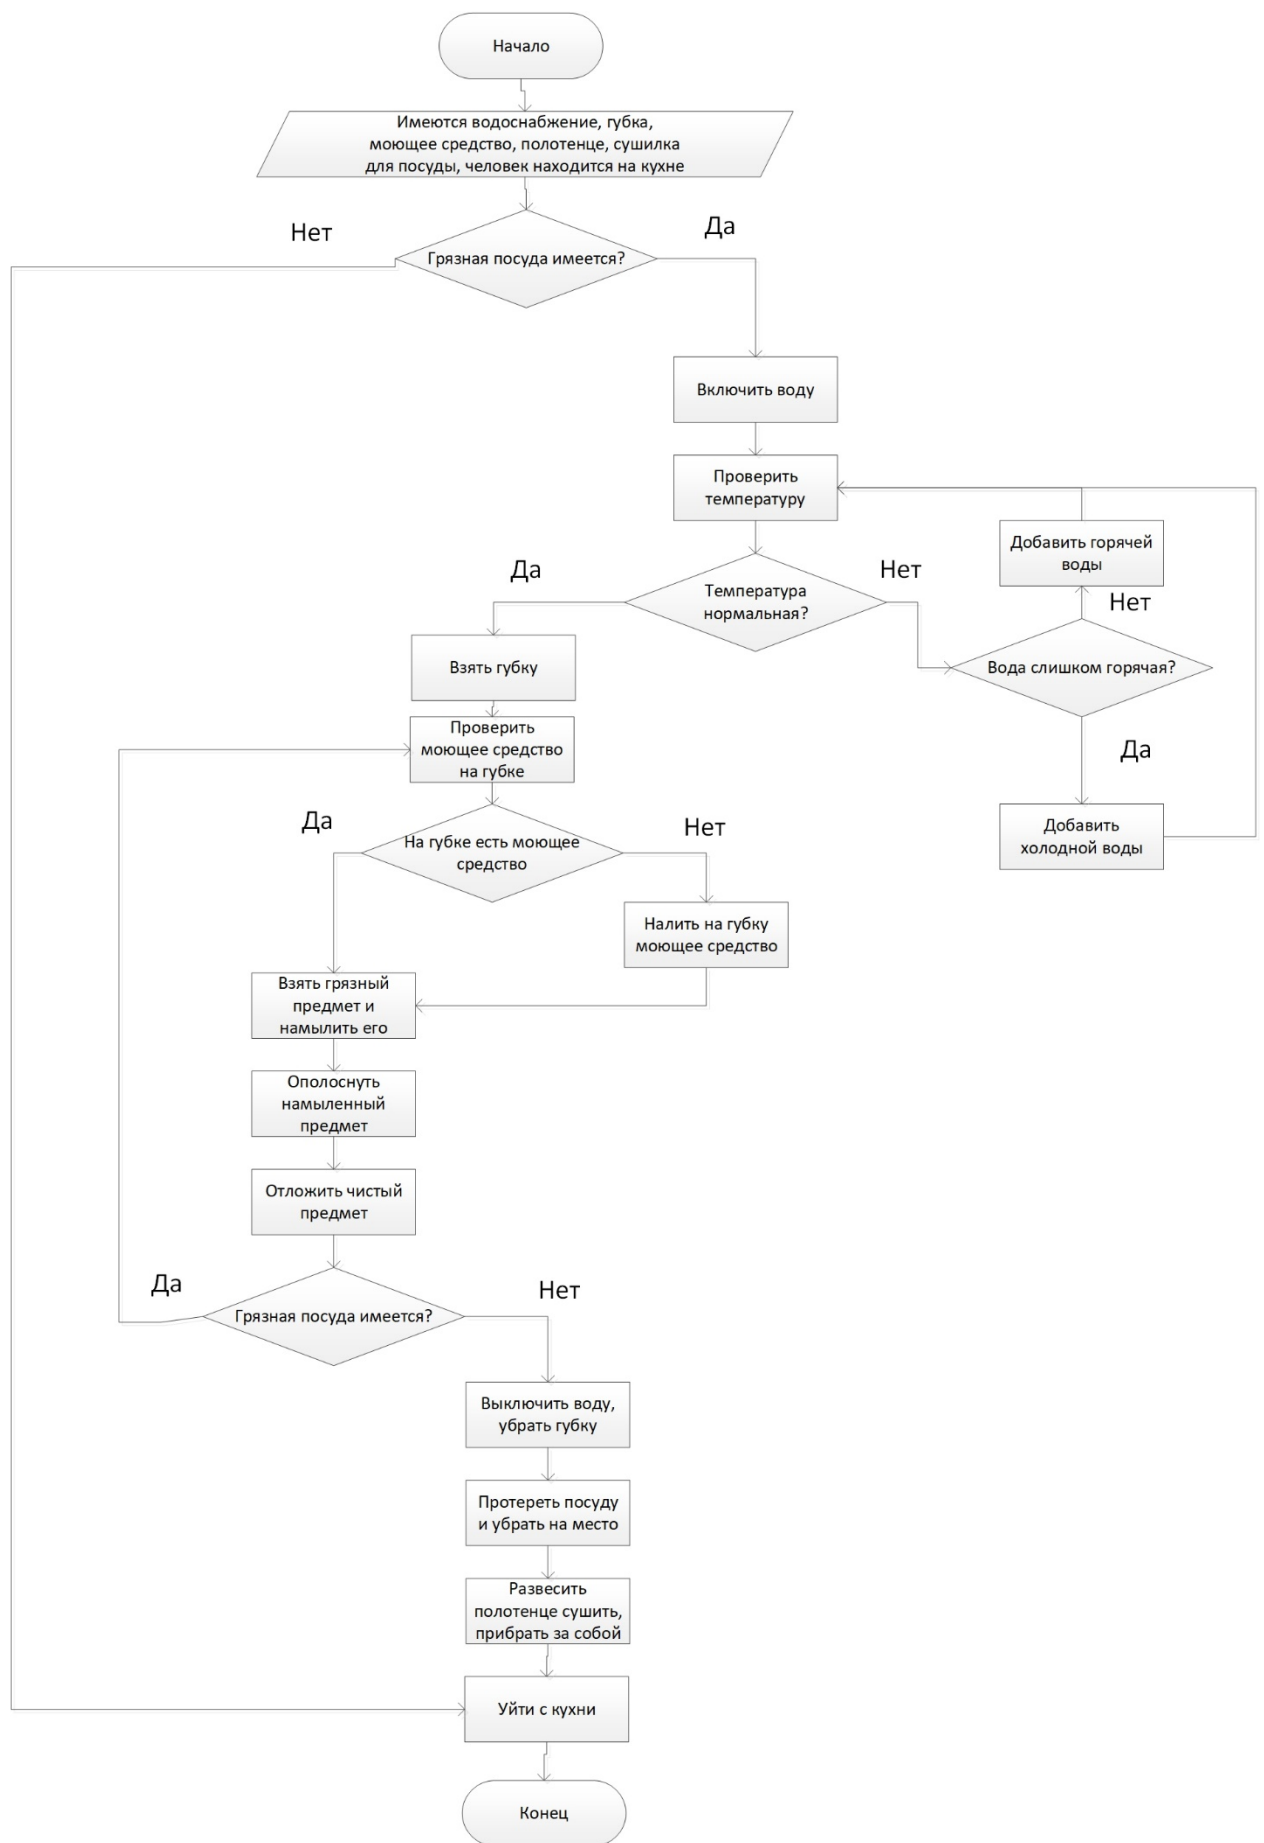 Начало
Имеются водоснабжение, губка,
моющее средство, полотенце, сушилка
для посуды, человек находится на кухне
Нет
Да
Грязная посуда имеется?
Включить воду
Проверить
температуру
Добавить горячей
воды
Да
Нет
Температура
нормальная?
Нет
Взять губку
Вода слишком горячая?
Проверить
моющее средство
на губке
Да
Да
Нет
На губке есть моющее
средство
Добавить
холодной воды
Налить на губку
моющее средство
Взять грязный
предмет и
намылить его
Ополоснуть
намыленный
предмет
Отложить чистый
предмет
Да
Нет
Грязная посуда имеется?
Выключить воду,
убрать губку
Протереть посуду
и убрать на место
Развесить
полотенце сушить,
прибрать за собой
Уйти с кухни
Конец